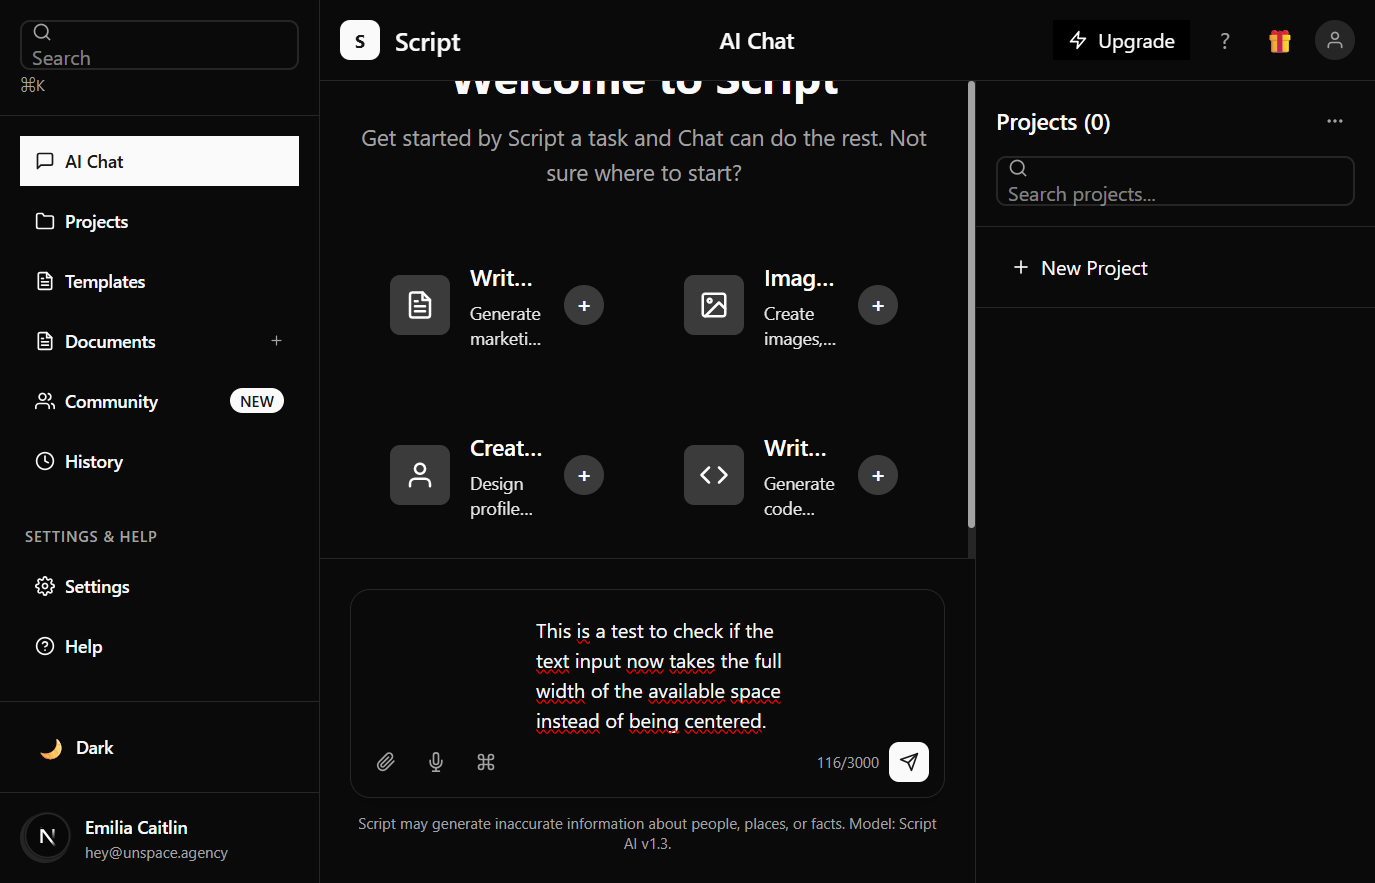 Search
⌘K
AI Chat
Projects
Templates
Documents
Community
NEW
History
SETTINGS & HELP
Settings
Help
Dark
N
Emilia Caitlin
hey@unspace.agency
S
Script
AI Chat
Upgrade
?
Welcome to Script
Get started by Script a task and Chat can do the rest. Not
sure where to start?
Writ...
Generate
marketi...
Imag...
Create
images,...
Creat...
Design
profile...
Writ...
Generate
code...
This is a test to check if the
text input now takes the full
width of the available space
instead of being centered.
116/3000
Script may generate inaccurate information about people, places, or facts. Model: Script
AI v1.3.
Projects (0)
Search projects...
New Project